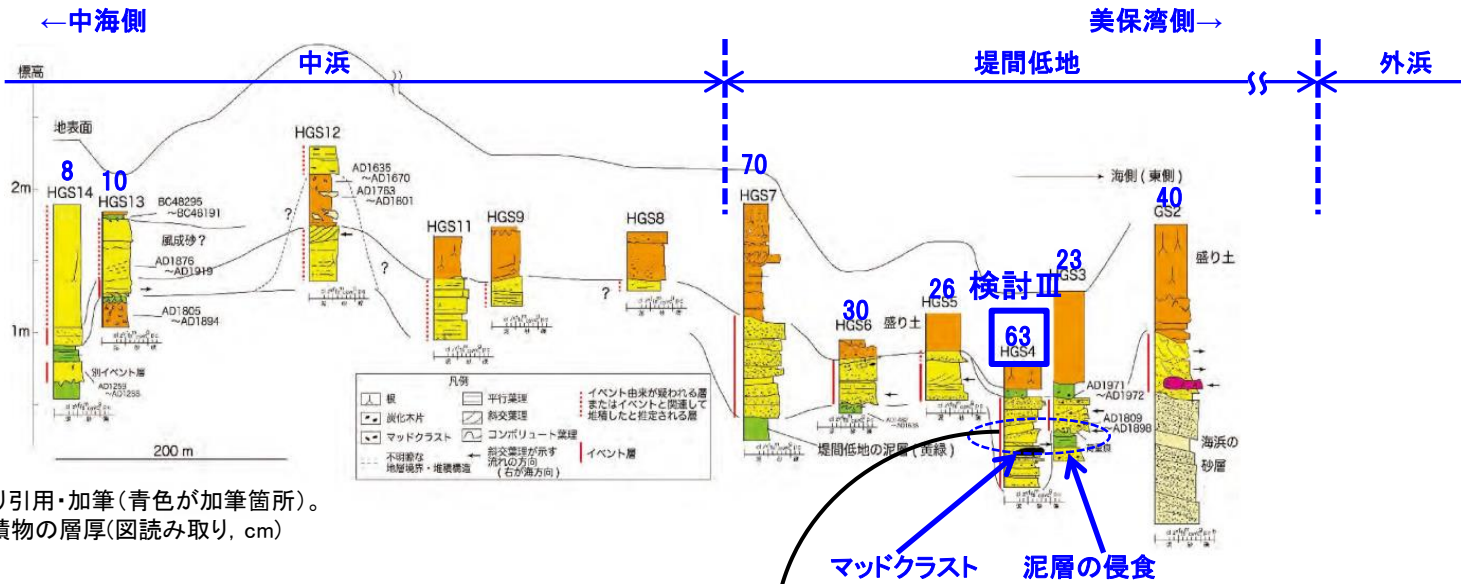 ←中海側
美保湾側→
標高
中浜
堤間低地
外浜
地表面
HGS12
8
HGS14
10
HGS13
BC48295
～BC48191
風成砂？
AD1876
～AD1919
AD1805
～AD1894
AD1635
～AD1670
AD1763
～AD1801
?
?
HGS11
HGS9
HGS8
?
70
HGS7
→ 海側(東側)
40
GS2
盛り土
23
HGS3
26
HGS5
検討Ⅲ
盛り土
63
HGS4
30
HGS6
2m
1m
別イベント層
AD1259
AD1971
～AD1972
AD1809
～AD1898
海浜の
砂層
堤間低地の泥層(黄緑)
200 m
凡例
根
炭化木片
マッドクラスト
不明瞭な
地層境界・堆積構造
平行葉理
斜交葉理
コンボリュート葉理
斜交葉理が示す
流れの方向
(右が海方向)
イベント由来が疑われる層
またはイベントと関連して
堆積したと推定される層
イベント層
り引用・加筆(青色が加筆箇所)。
積物の層厚(図読み取り, cm)
マッドクラスト
泥層の侵食